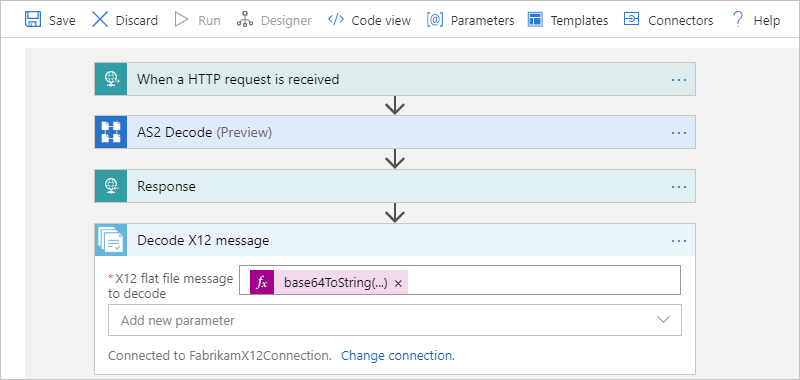 Save Discard Run Designer Code view Parameters Templates Connectors Help
When a HTTP request is received
AS2 Decode (Preview)
Response
Decode X12 message
*X12 flat file message
to decode
fx base64ToString(...) ×
Add new parameter
Connected to FabrikamX12Connection. Change connection.